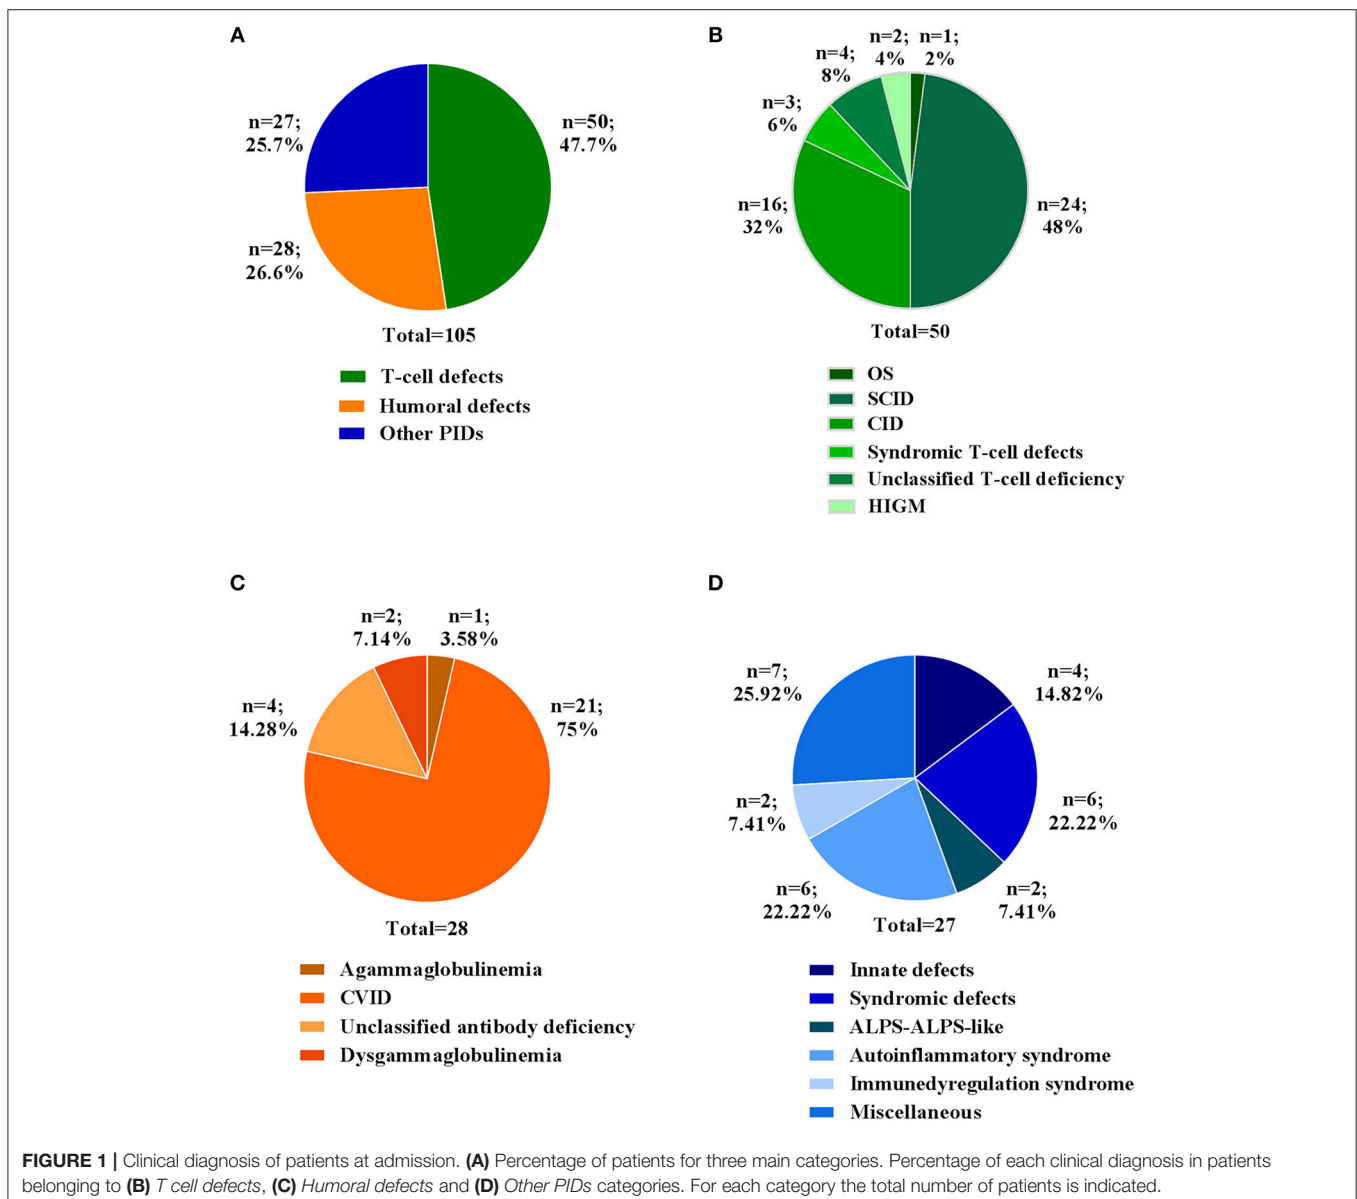 A
n=27;
25.7%
n=50;
47.7%
n=28;
26.6%
Total=105
T-cell defects
Humoral defects
Other PIDs
B
n=2;
4%
n=1;
2%
n=4;
8%
n=3;
6%
n=16;
32%
n=24;
48%
Total=50
OS
SCID
CID
Syndromic T-cell defects
Unclassified T-cell deficiency
HIGM
C
n=2;
7.14%
n=1;
3.58%
n=4;
14.28%
n=21;
75%
Total=28
Agammaglobulinemia
CVID
Unclassified antibody deficiency
Dysgammaglobulinemia
D
n=7;
25.92%
n=4;
14.82%
n=2;
7.41%
n=6;
22.22%
n=6;
22.22%
n=2;
7.41%
Total=27
Innate defects
Syndromic defects
ALPS-ALPS-like
Autoinflammatory syndrome
Immunedyregulation syndrome
Miscellaneous
FIGURE 1 | Clinical diagnosis of patients at admission. (A) Percentage of patients for three main categories. Percentage of each clinical diagnosis in patients
belonging to (B) T cell defects, (C) Humoral defects and (D) Other PIDs categories. For each category the total number of patients is indicated.